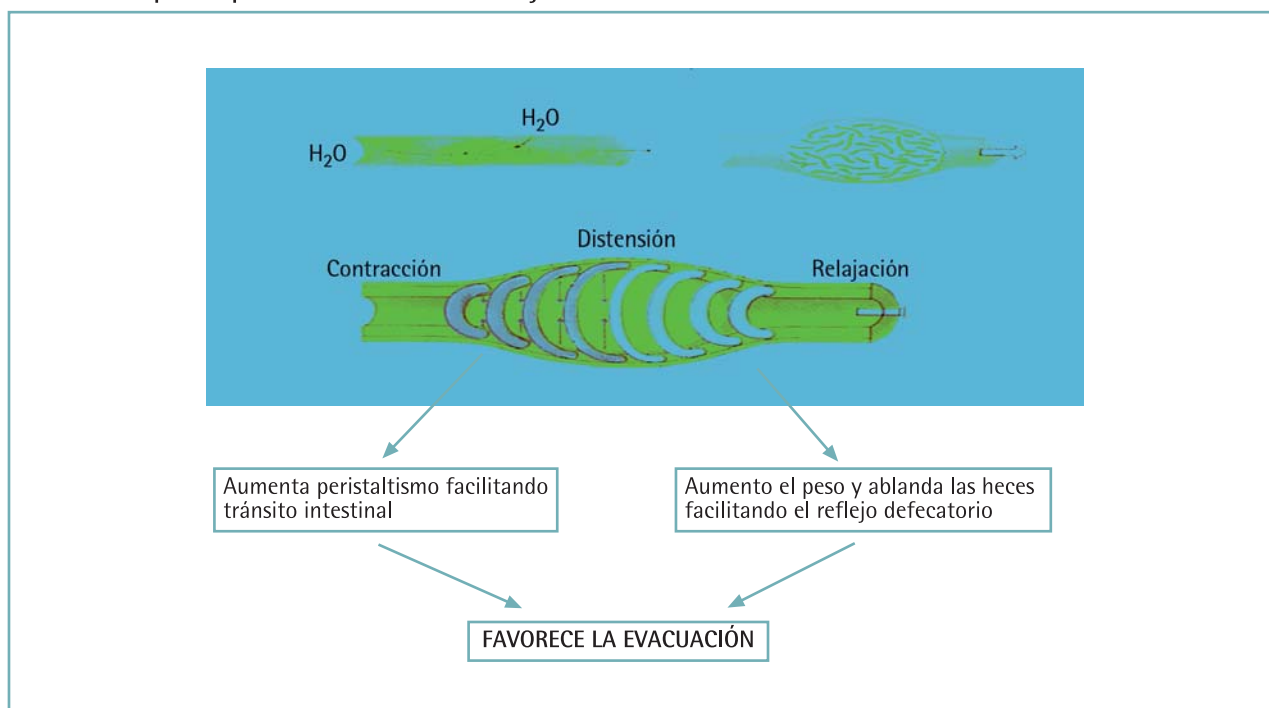 H₂O
H₂O
Distensión
Contracción
Relajación
Aumenta peristaltismo facilitando
tránsito intestinal
Aumento el peso y ablanda las heces
facilitando el reflejo defecatorio
FAVORECE LA EVACUACIÓN